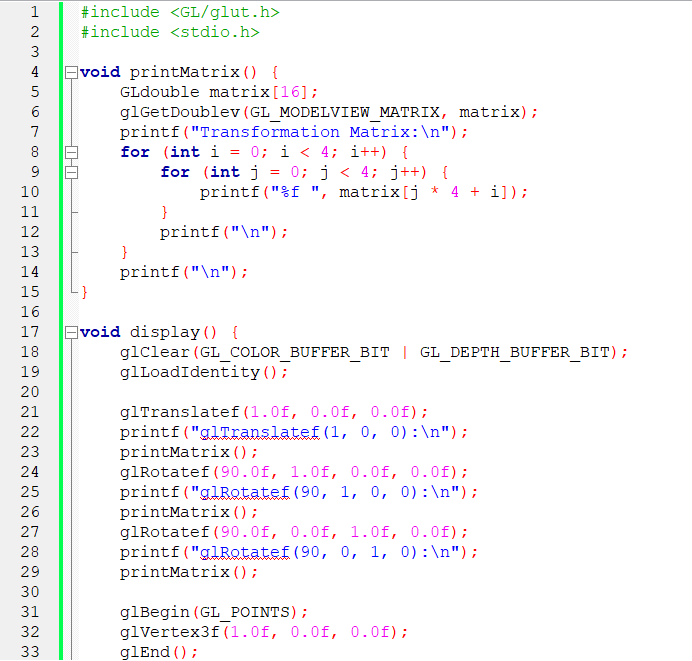 1 #include <GL/glut.h>
2 #include <stdio.h>
3
4 void printMatrix() {
5     GLdouble matrix[16];
6     glGetDoublev(GL_MODELVIEW_MATRIX, matrix);
7     printf("Transformation Matrix:\n");
8     for (int i = 0; i < 4; i++) {
9         for (int j = 0; j < 4; j++) {
10             printf("%f ", matrix[j * 4 + i]);
11         }
12         printf("\n");
13     }
14     printf("\n");
15 }
16
17 void display() {
18     glClear(GL_COLOR_BUFFER_BIT | GL_DEPTH_BUFFER_BIT);
19     glLoadIdentity();
20
21     glTranslatef(1.0f, 0.0f, 0.0f);
22     printf("glTranslatef(1, 0, 0):\n");
23     printMatrix();
24     glRotatef(90.0f, 1.0f, 0.0f, 0.0f);
25     printf("glRotatef(90, 1, 0, 0):\n");
26     printMatrix();
27     glRotatef(90.0f, 0.0f, 1.0f, 0.0f);
28     printf("glRotatef(90, 0, 1, 0):\n");
29     printMatrix();
30
31     glBegin(GL_POINTS);
32     glVertex3f(1.0f, 0.0f, 0.0f);
33     glEnd();